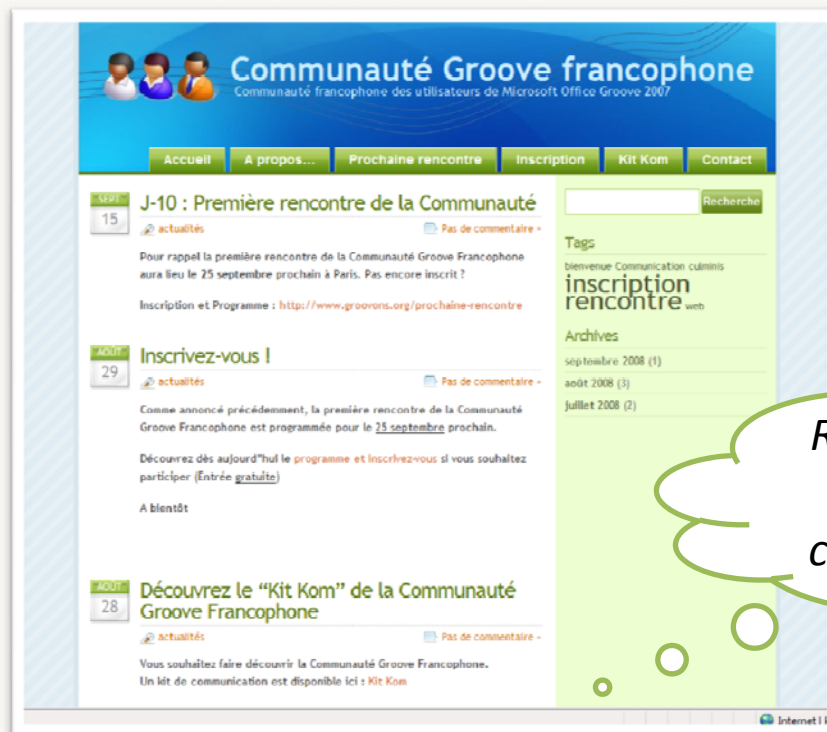 Communauté Groove francophone
Communauté francophone des utilisateurs de Microsoft Office Groove 2007
Accueil A propos... Prochaine rencontre Inscription Kit Kom Contact
SEPT
15
J-10 : Première rencontre de la Communauté
actualités Pas de commentaire »
Pour rappel la première rencontre de la Communauté Groove Francophone
aura lieu le 25 septembre prochain à Paris. Pas encore inscrit ?
Inscription et Programme : http://www.groovons.org/prochaine-rencontre
AOÛT
29
Inscrivez-vous !
actualités Pas de commentaire »
Comme annoncé précédemment, la première rencontre de la Communauté
Groove Francophone est programmée pour le 25 septembre prochain.
Découvrez dès aujourd"hui le programme et inscrivez-vous si vous souhaitez
participer (Entrée gratuite)
A bientôt
AOÛT
28
Découvrez le “Kit Kom” de la Communauté
Groove Francophone
actualités Pas de commentaire »
Vous souhaitez faire découvrir la Communauté Groove Francophone.
Un kit de communication est disponible ici : Kit Kom
Recherche
Tags
bienvenue Communication culminis
inscription
rencontre web
Archives
septembre 2008 (1)
août 2008 (3)
juillet 2008 (2)
R
c
Internet |